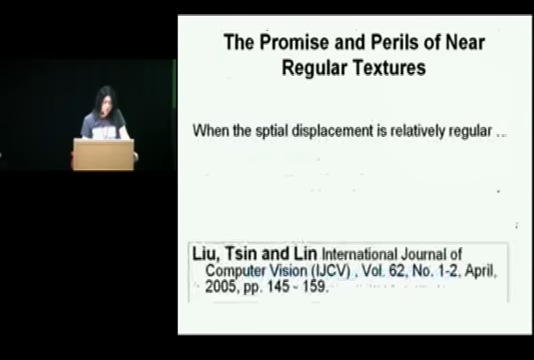 The Promise and Perils of Near
Regular Textures
When the sptial displacement is relatively regular ...
Liu, Tsin and Lin International Journal of
Computer Vision (IJCV) , Vol. 62, No. 1-2, April,
2005, pp. 145 - 159.